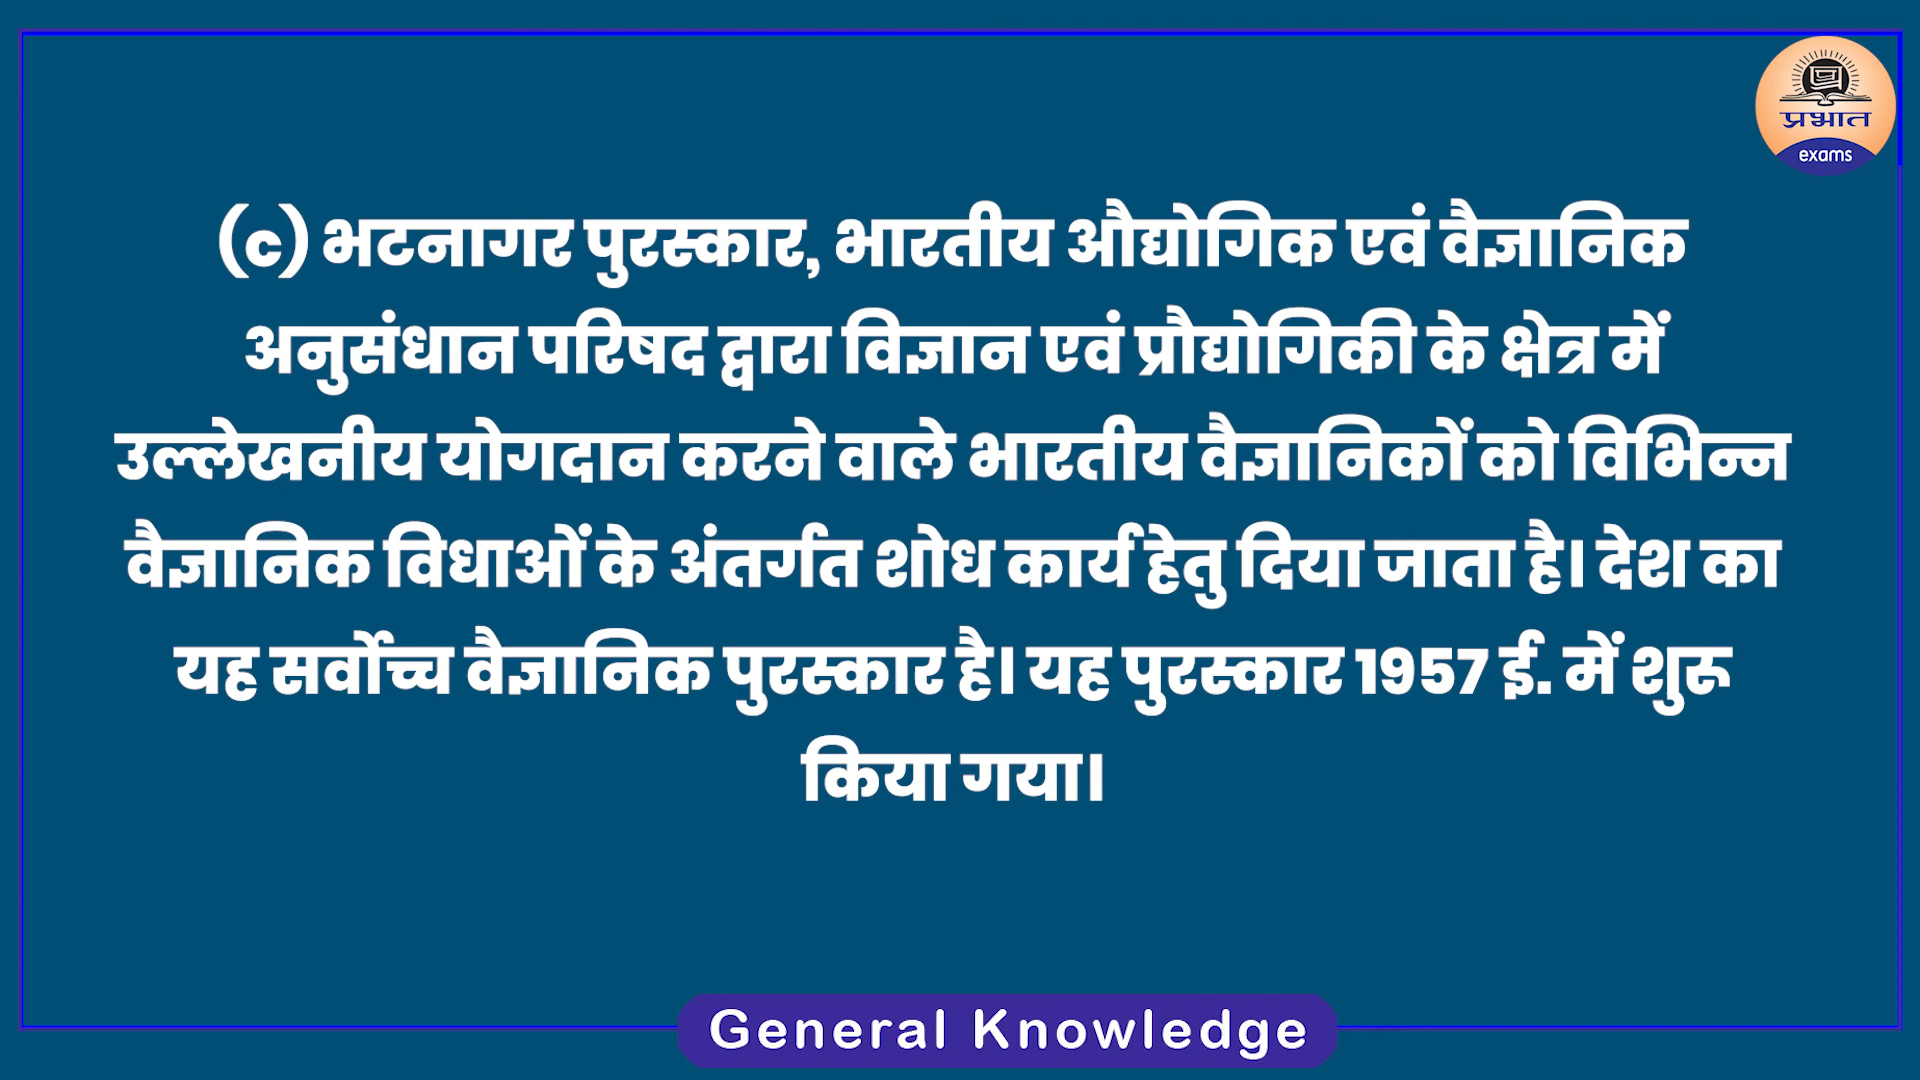 प्रभात
exams
(c) भटनागर पुरस्कार, भारतीय औद्योगिक एवं वैज्ञानिक
अनुसंधान परिषद द्वारा विज्ञान एवं प्रौद्योगिकी के क्षेत्र में
उल्लेखनीय योगदान करने वाले भारतीय वैज्ञानिकों को विभिन्न
वैज्ञानिक विधाओं के अंतर्गत शोध कार्य हेतु दिया जाता है। देश का
यह सर्वोच्च वैज्ञानिक पुरस्कार है। यह पुरस्कार 1957 ई. में शुरू
किया गया।
General Knowledge